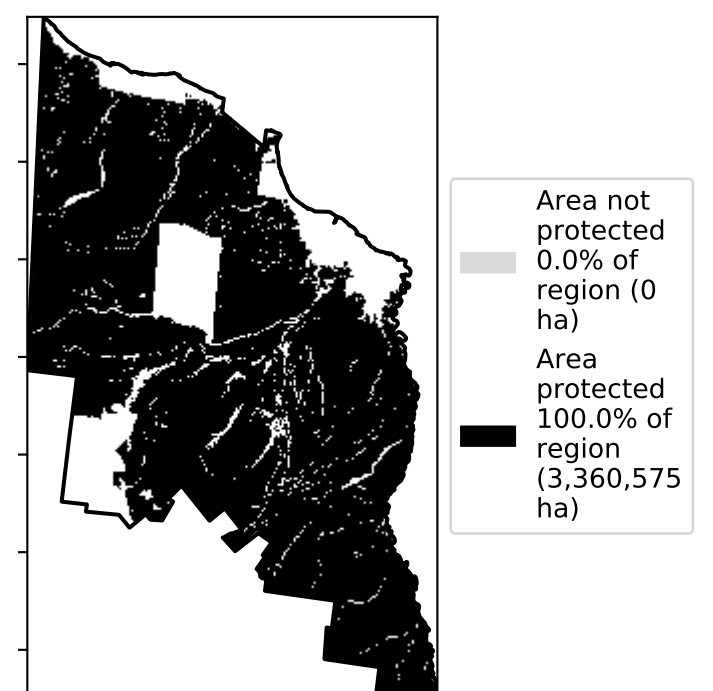 Area not
protected
0.0% of
region (0
ha)
Area
protected
100.0% of
region
(3,360,575
ha)